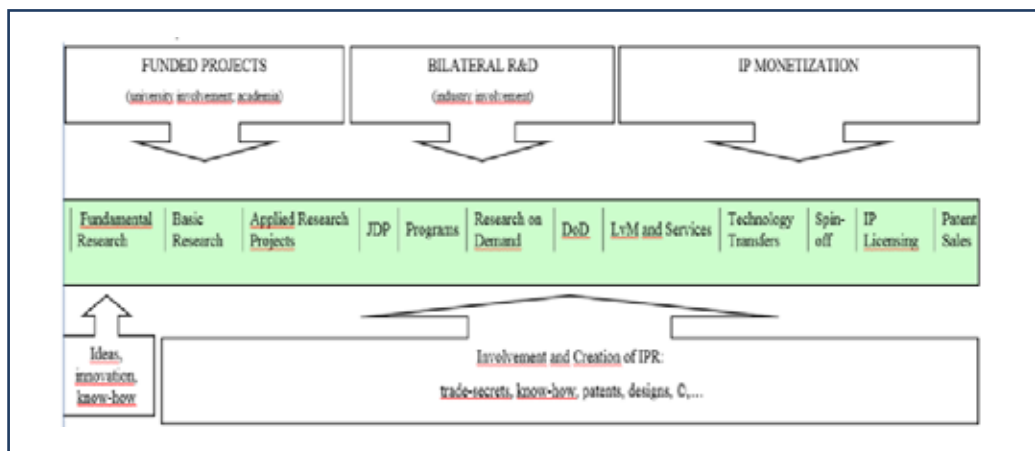 FUNDED PROJECTS
(university involvement; academia)
BILATERAL R&D
(industry involvement)
IP MONETIZATION
Fundamental
Research
Basic
Research
Applied Research
Projects
JDP
Programs
Research on
Demand
DoD
LvM and Services
Technology
Transfers
Spin-
off
IP
Licensing
Patent
Sales
Ideas,
innovation,
know-how
Involvement and Creation of IPR:
trade-secrets, know-how, patents, designs, ©,...